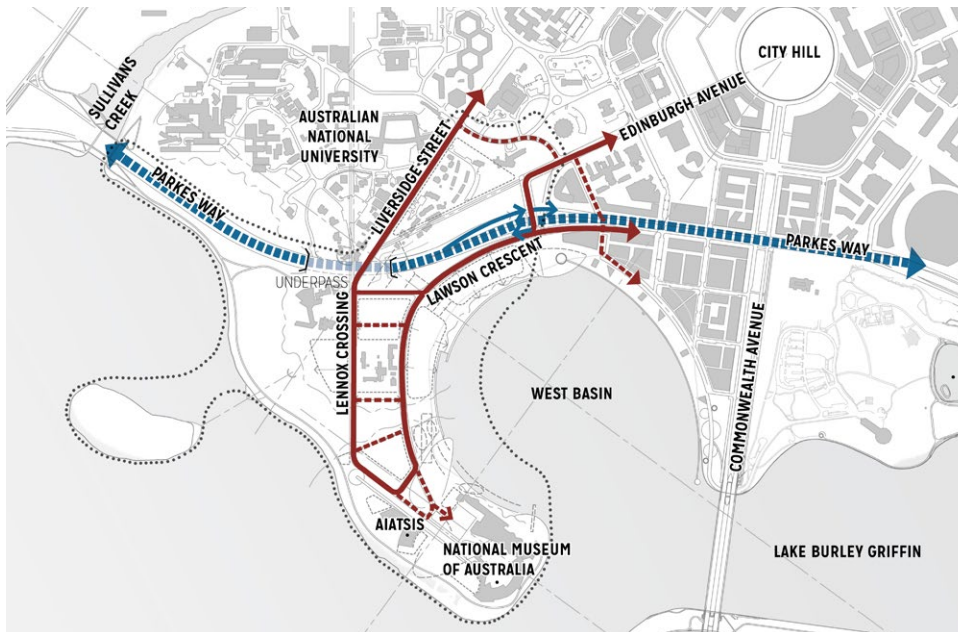 CITY HILL
SULLIVANS
CREEK
EDINBURGH AVENUE
AUSTRALIAN
NATIONAL
UNIVERSITY
LIVERSIDGE STREET
PARKES WAY
PARKES WAY
UNDERPASS
LAWSON CRESCENT
LENNOX CROSSING
WEST BASIN
COMMONWEALTH AVENUE
AIATSIS
NATIONAL MUSEUM
OF AUSTRALIA
LAKE BURLEY GRIFFIN